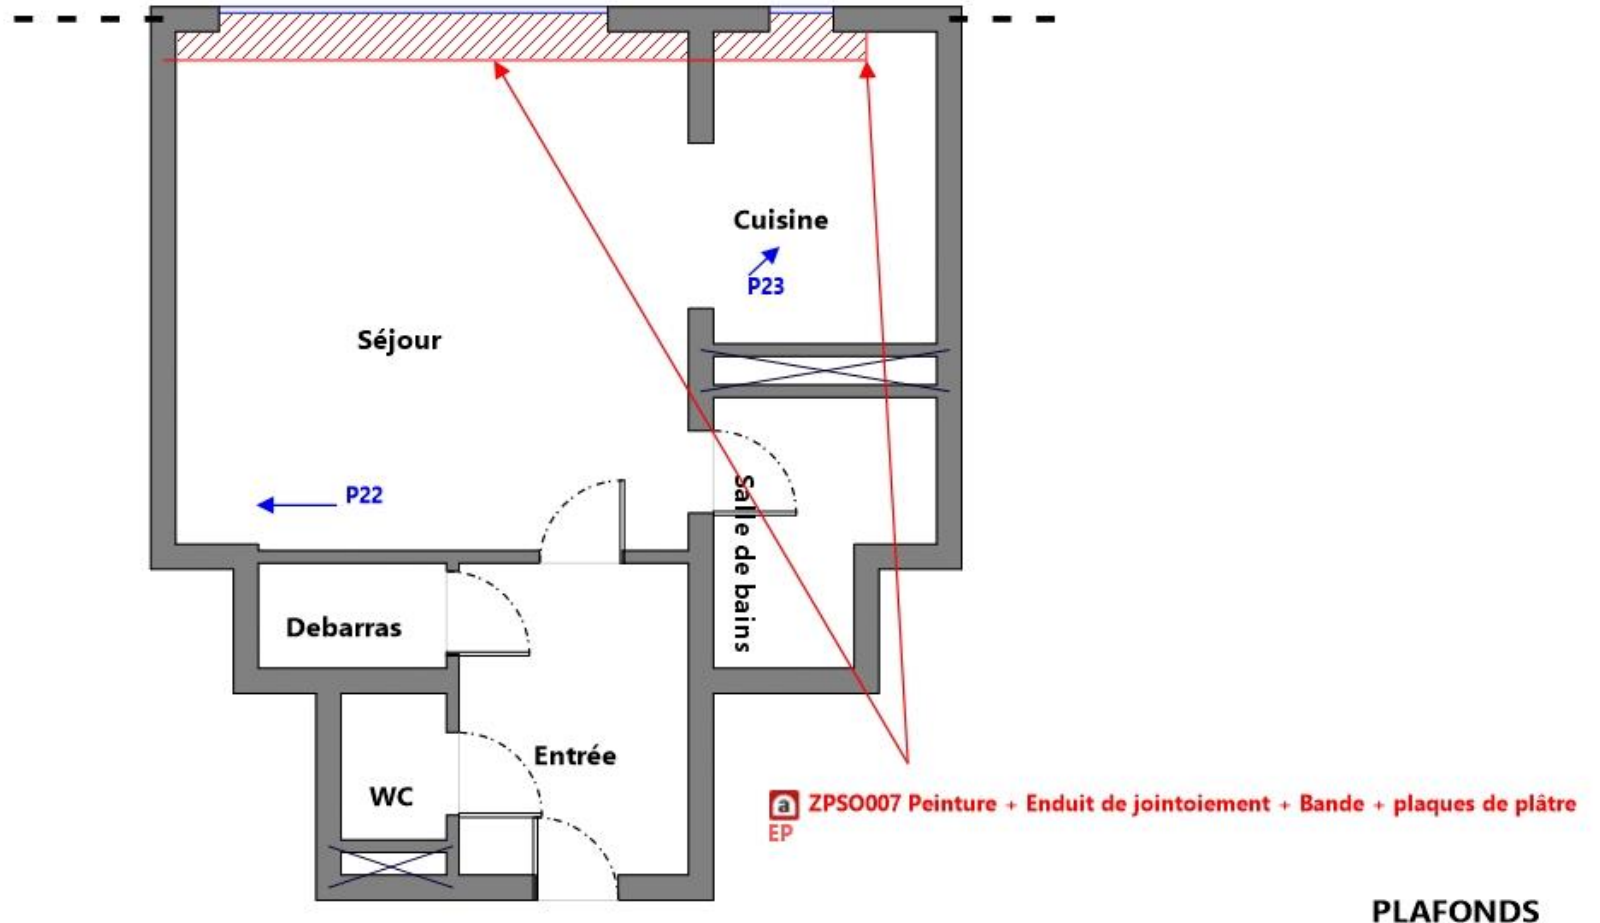 Cuisine
P23
Séjour
P22
Salle de bains
Debarras
Entrée
WC
a ZPSO007 Peinture + Enduit de jointoiement + Bande + plaques de plâtre
EP
PLAFONDS